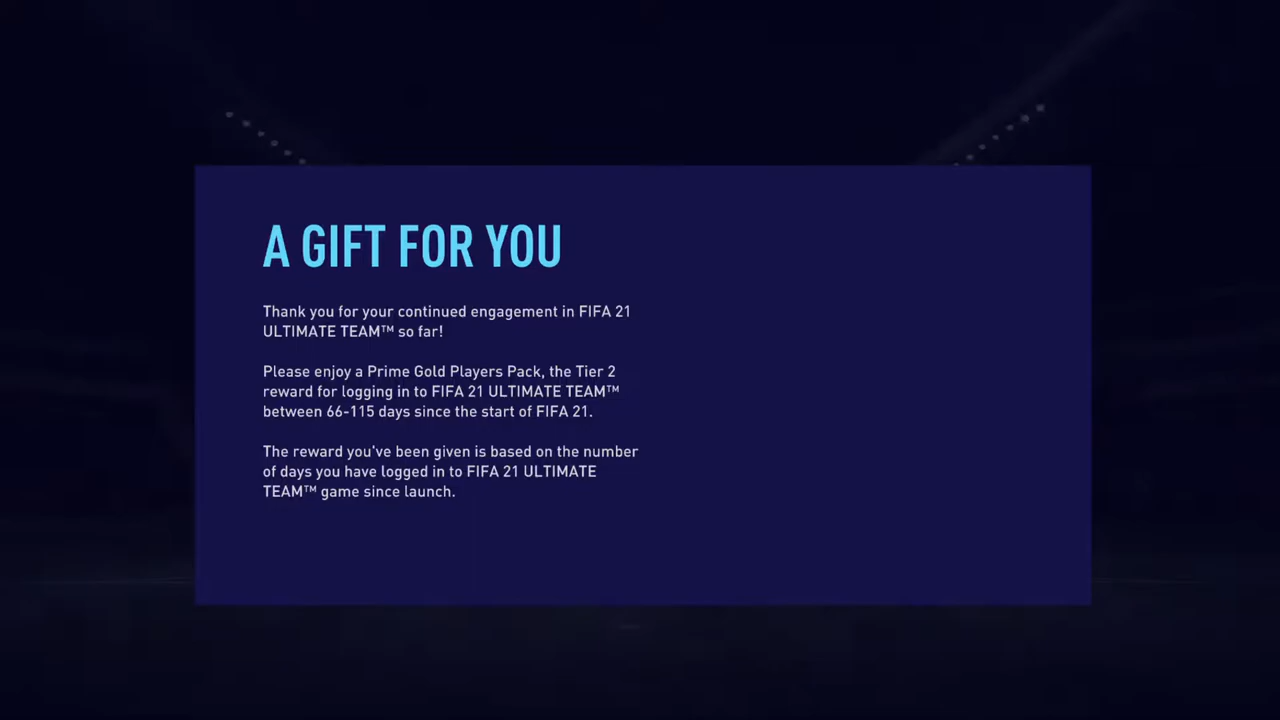 A GIFT FOR YOU
Thank you for your continued engagement in FIFA 21
ULTIMATE TEAM™ so far!
Please enjoy a Prime Gold Players Pack, the Tier 2
reward for logging in to FIFA 21 ULTIMATE TEAM™
between 66-115 days since the start of FIFA 21.
The reward you've been given is based on the number
of days you have logged in to FIFA 21 ULTIMATE
TEAM™ game since launch.